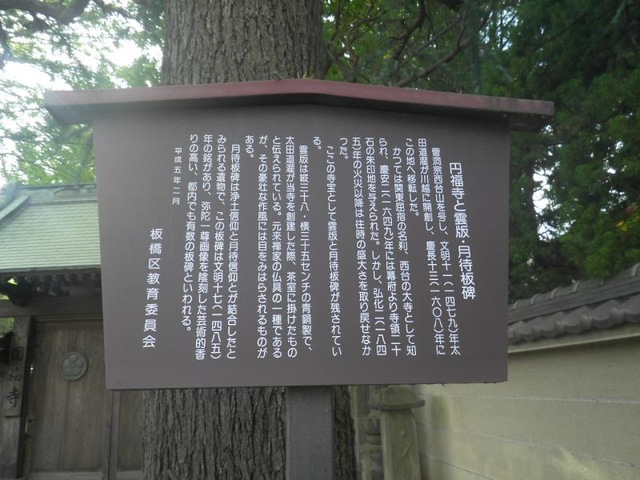 円福寺と雲版・月待板碑
曹洞宗西台山を号し、文明十一(一四七九)年太
田道灌が川越に開創し、慶長十三(一六〇八)年に
この地へ移転した。
かつては関東屈指の名刹、西台の大寺として知
られ、慶安二(一六四九)年には幕府より寺領二十
石の朱印地を与えられた。しかし、弘化二(一八四
五)年の火災以降は往時の盛大さを取り戻せなか
った。
ここの寺宝として雲版と月待板碑が残されてい
る。
雲版は縦三十八・横三十五センチの青銅製で、
太田道灌が当寺を創建した際、茶室に掛けたもの
と伝えられている。元来禅家の仏具の一種である
が、その豪壮な作風には目をみはらされるものが
ある。
月待板碑は浄土信仰と月待信仰とが結合したと
みられる遺物で、この板碑は文明十七(一四八五)
年の銘があり、弥陀一尊画像を陰刻した芸術的香
りの高い、都内でも有数の板碑といわれる。
平成五年二月
板橋区教育委員会